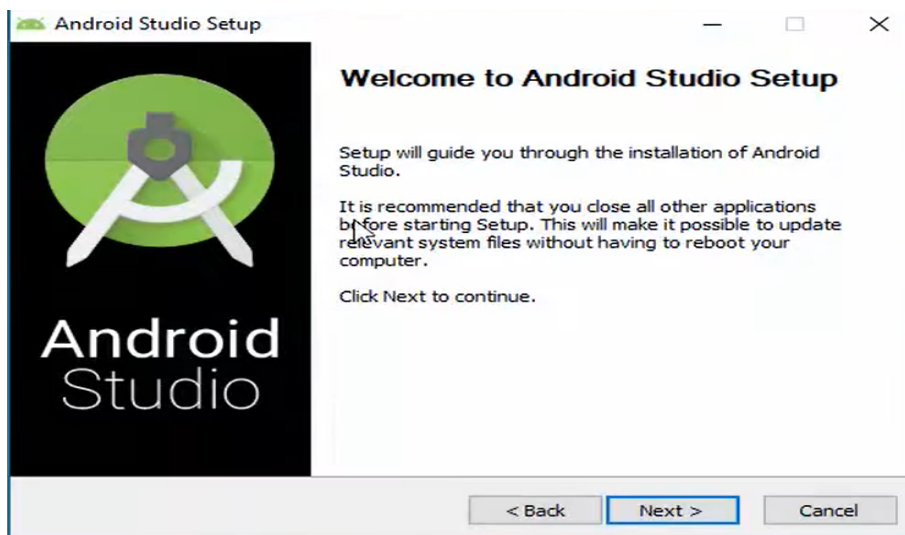 Android Studio Setup
Android
Studio
Welcome to Android Studio Setup
Setup will guide you through the installation of Android
Studio.
It is recommended that you close all other applications
before starting Setup. This will make it possible to update
relevant system files without having to reboot your
computer.
Click Next to continue.
< Back
Next >
Cancel